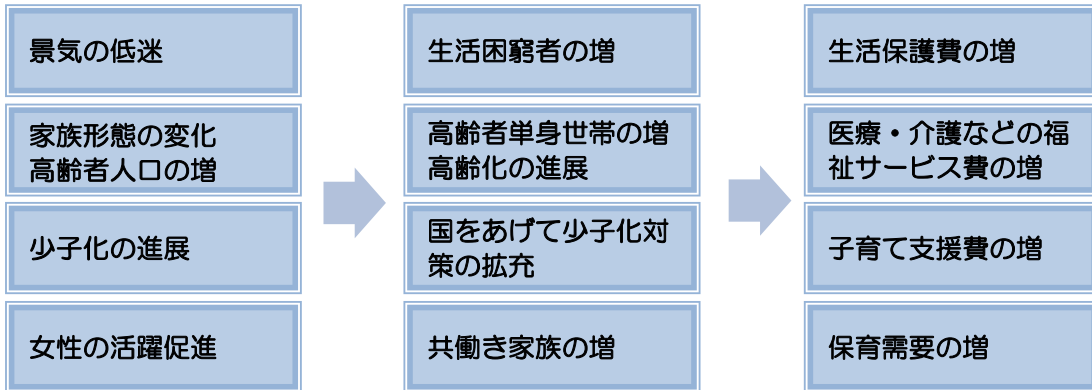 景気の低迷
生活困窮者の増
生活保護費の増
家族形態の変化
高齢者人口の増
高齢者単身世帯の増
高齢化の進展
医療・介護などの福
祉サービス費の増
少子化の進展
国をあげて少子化対
策の拡充
子育て支援費の増
女性の活躍促進
共働き家族の増
保育需要の増